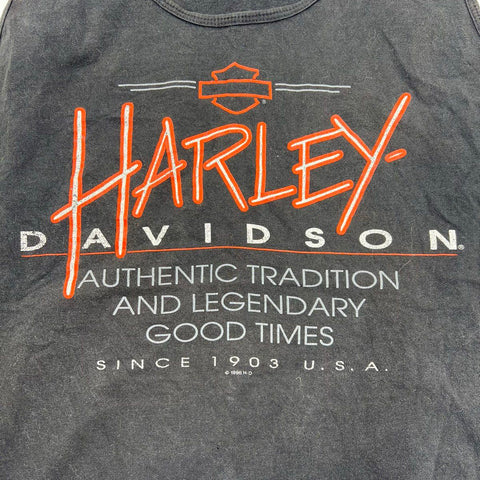 HARLEY-
DAVIDSON®
AUTHENTIC TRADITION
AND LEGENDARY
GOOD TIMES
SINCE 1903 U.S.A.